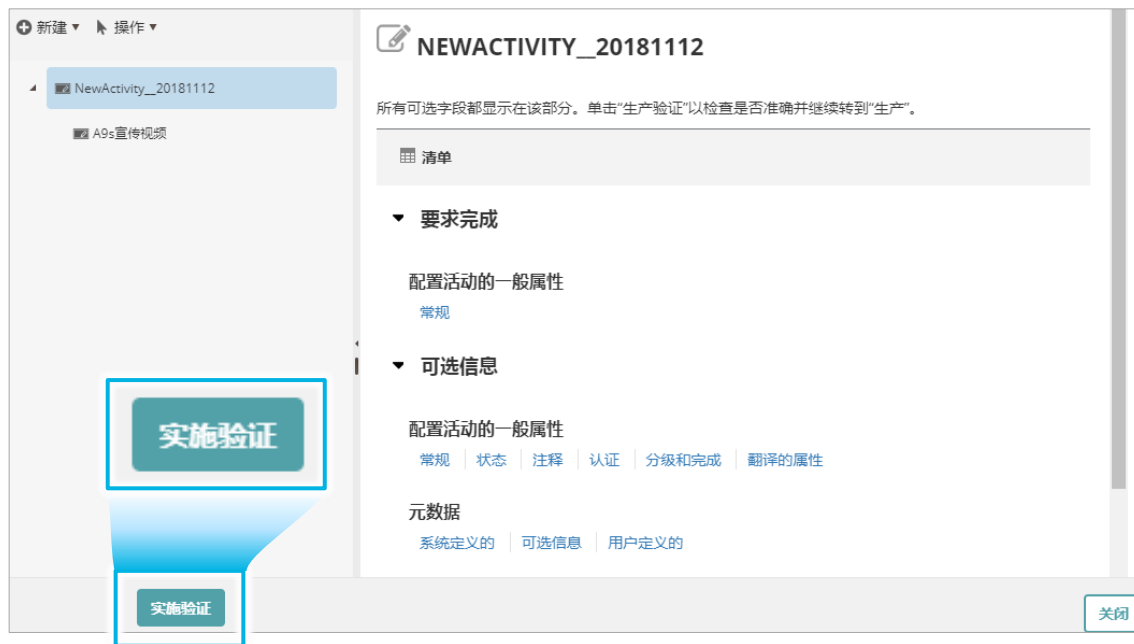 新建 操作
NewActivity__20181112
A9s宣传视频
NEWACTIVITY__20181112
所有可选字段都显示在该部分。单击“生产验证”以检查是否准确并继续转到“生产”。
清单
要求完成
配置活动的一般属性
常规
可选信息
配置活动的一般属性
常规 状态 注释 认证 分级和完成 翻译的属性
元数据
系统定义的 可选信息 用户定义的
实施验证
实施验证
关闭